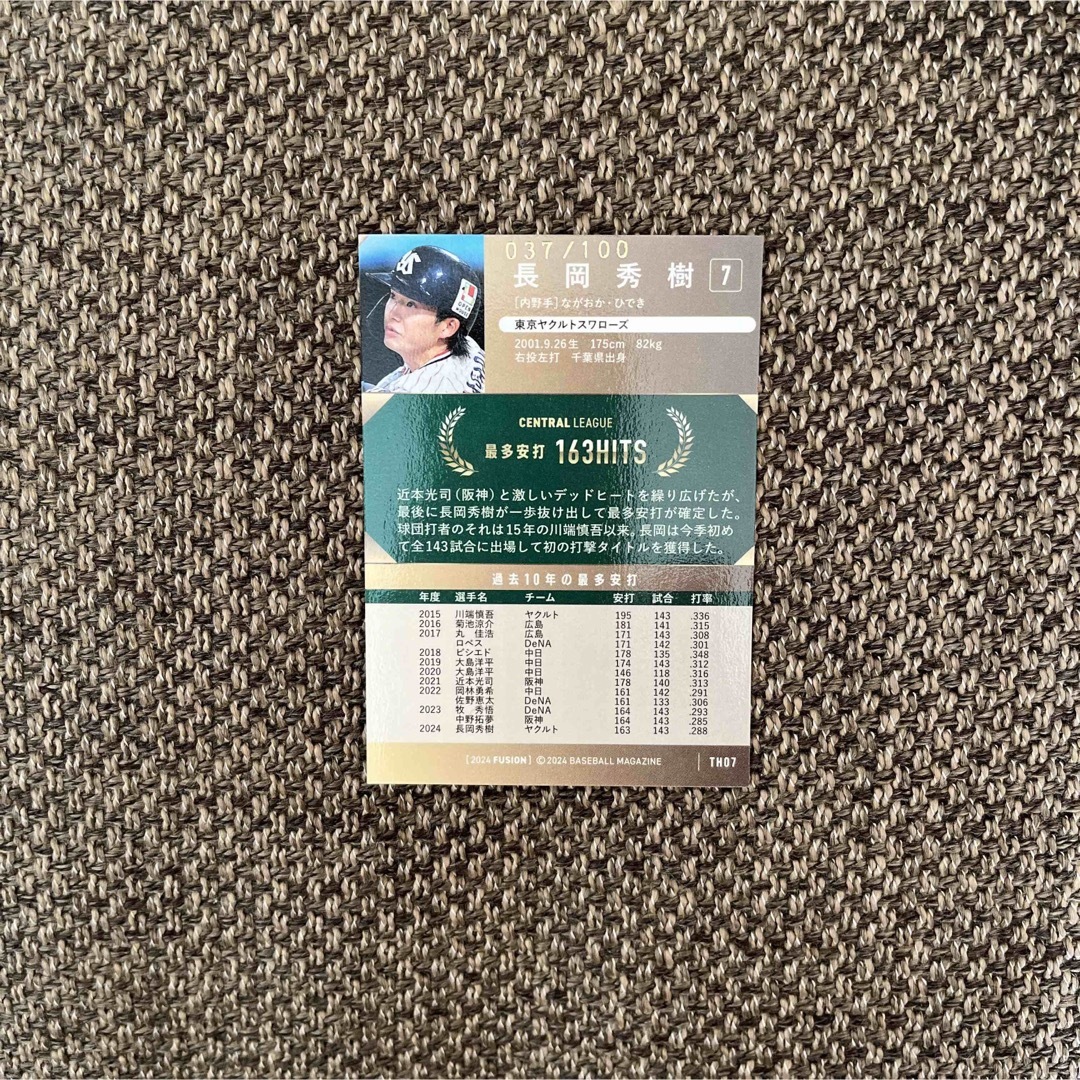 037/100
長岡秀樹 7
[内野手]ながおか・ひでき
東京ヤクルトスワローズ
2001.9.26生 175cm 82kg
右投左打 千葉県出身
CENTRAL LEAGUE
最多安打 163HITS
近本光司(阪神)と激しいデッドヒートを繰り広げたが、
最後に長岡秀樹が一歩抜け出して最多安打が確定した。
球団打者のそれは15年の川端慎吾以来。長岡は今季初め
て全143試合に出場して初の打撃タイトルを獲得した。
過去10年の最多安打
年度 選手名 チーム 安打 試合 打率
2015 川端慎吾 ヤクルト 195 143 .336
2016 菊池涼介 広島 181 141 .315
2017 丸 佳浩 広島 171 143 .308
ロペス DeNA 171 142 .301
2018 ビシエド 中日 178 135 .348
2019 大島洋平 中日 174 143 .312
2020 大島洋平 中日 146 118 .316
2021 近本光司 阪神 178 140 .313
2022 岡林勇希 中日 161 142 .291
佐野恵太 DeNA 161 133 .306
2023 牧 秀悟 DeNA 164 143 .293
中野拓夢 阪神 164 143 .285
2024 長岡秀樹 ヤクルト 163 143 .288
[2024 FUSION] ©2024 BASEBALL MAGAZINE TH07